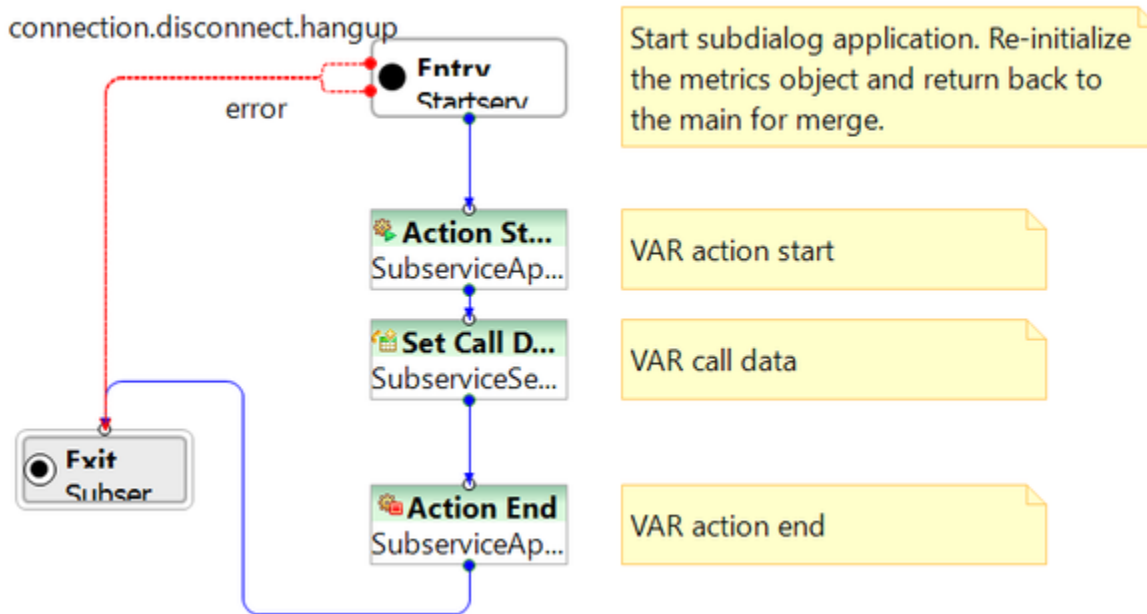 connection.disconnect.hangup
error
Entry
Startserv
Start subdialog application. Re-initialize
the metrics object and return back to
the main for merge.
Action St...
SubserviceAp...
VAR action start
Set Call D...
SubserviceSe...
VAR call data
Exit
Subser
Action End
SubserviceAp...
VAR action end